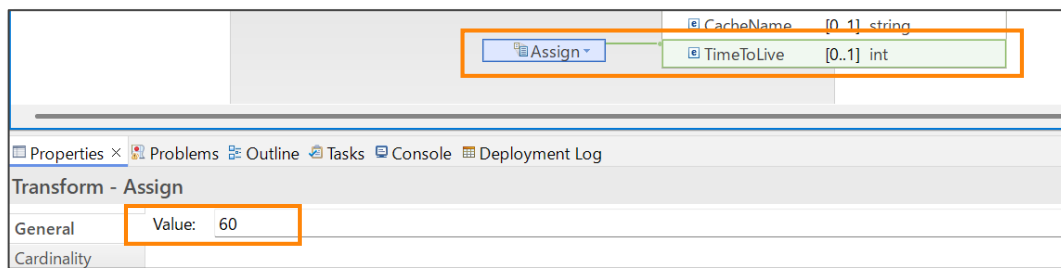 CacheName [0..1] string
Assign TimeToLive [0..1] int
Properties Problems Outline Tasks Console Deployment Log
Transform - Assign
General Value: 60
Cardinality